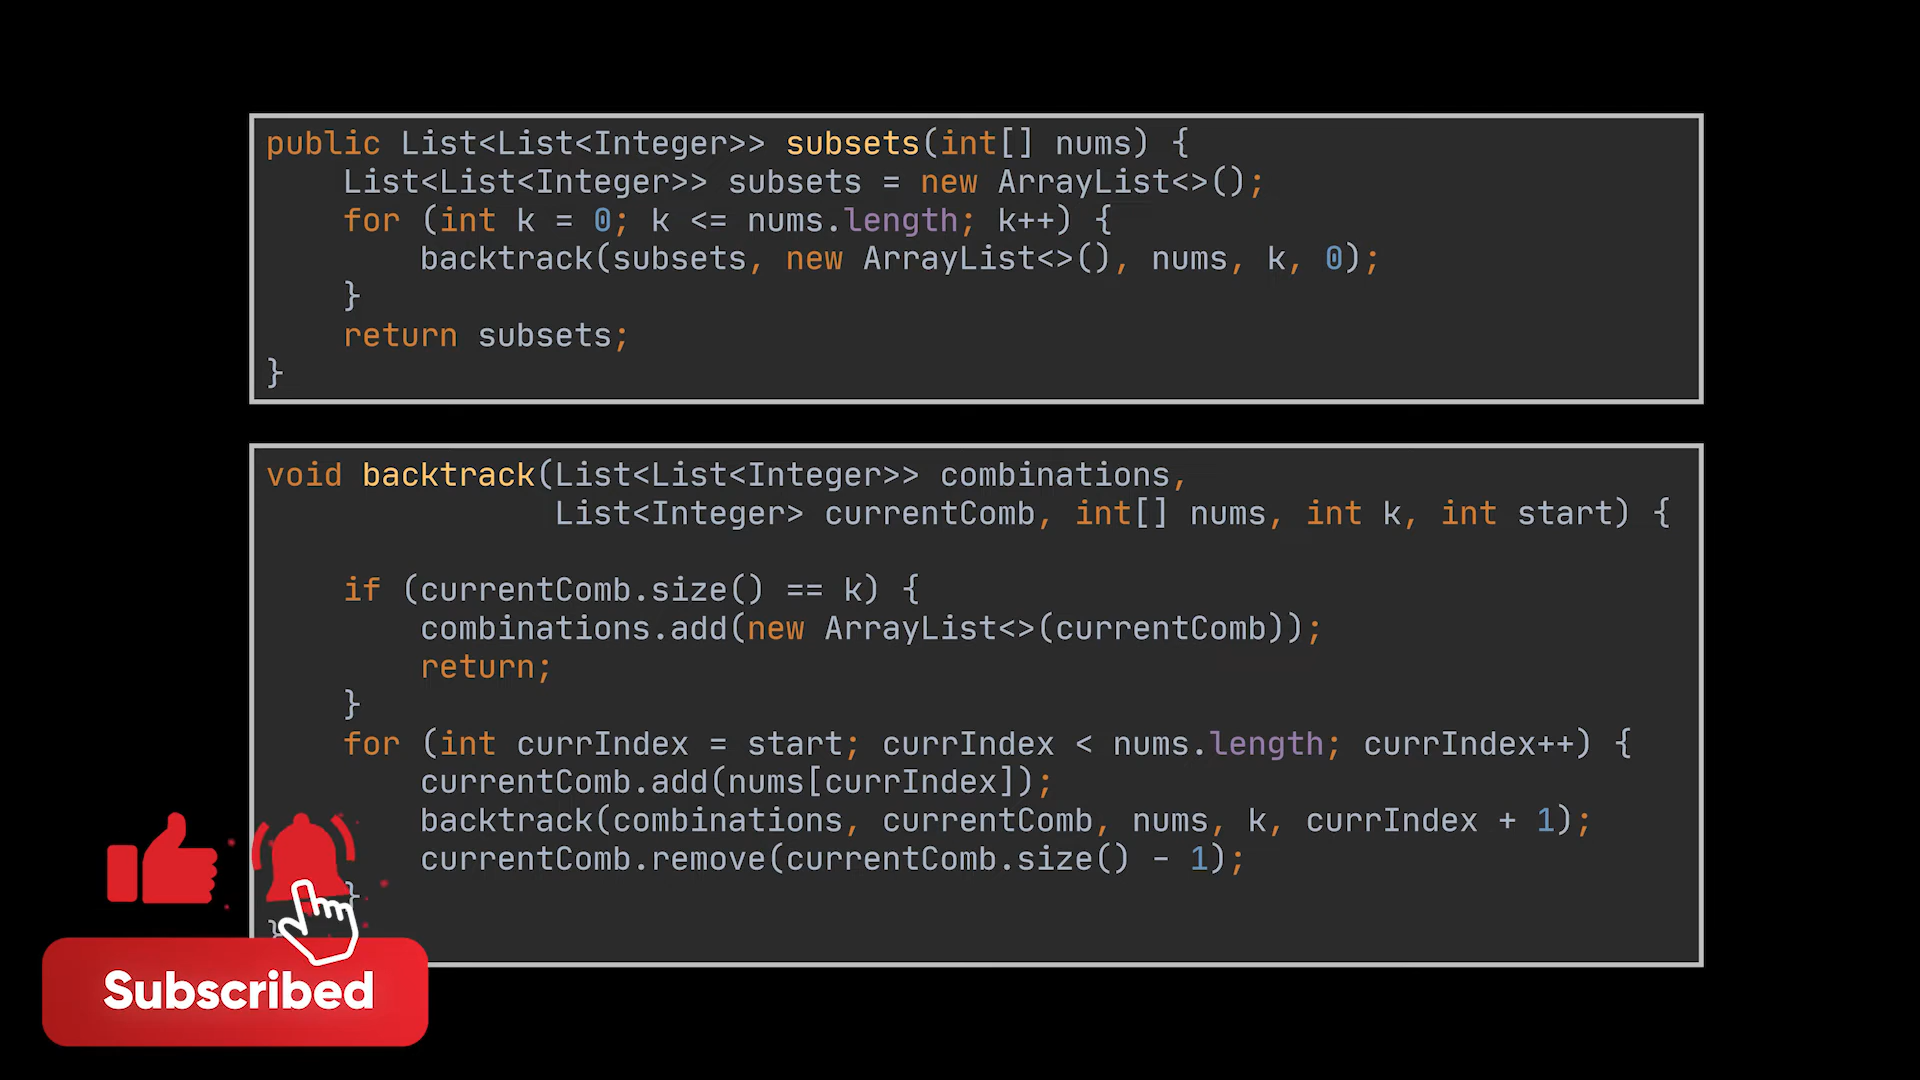 public List<List<Integer>> subsets(int[] nums) {
    List<List<Integer>> subsets = new ArrayList<>();
    for (int k = 0; k <= nums.length; k++) {
        backtrack(subsets, new ArrayList<>(), nums, k, 0);
    }
    return subsets;
}
void backtrack(List<List<Integer>> combinations,
               List<Integer> currentComb, int[] nums, int k, int start) {
    if (currentComb.size() == k) {
        combinations.add(new ArrayList<>(currentComb));
        return;
    }
    for (int currIndex = start; currIndex < nums.length; currIndex++) {
        currentComb.add(nums[currIndex]);
        backtrack(combinations, currentComb, nums, k, currIndex + 1);
        currentComb.remove(currentComb.size() - 1);
    }
}
Subscribed